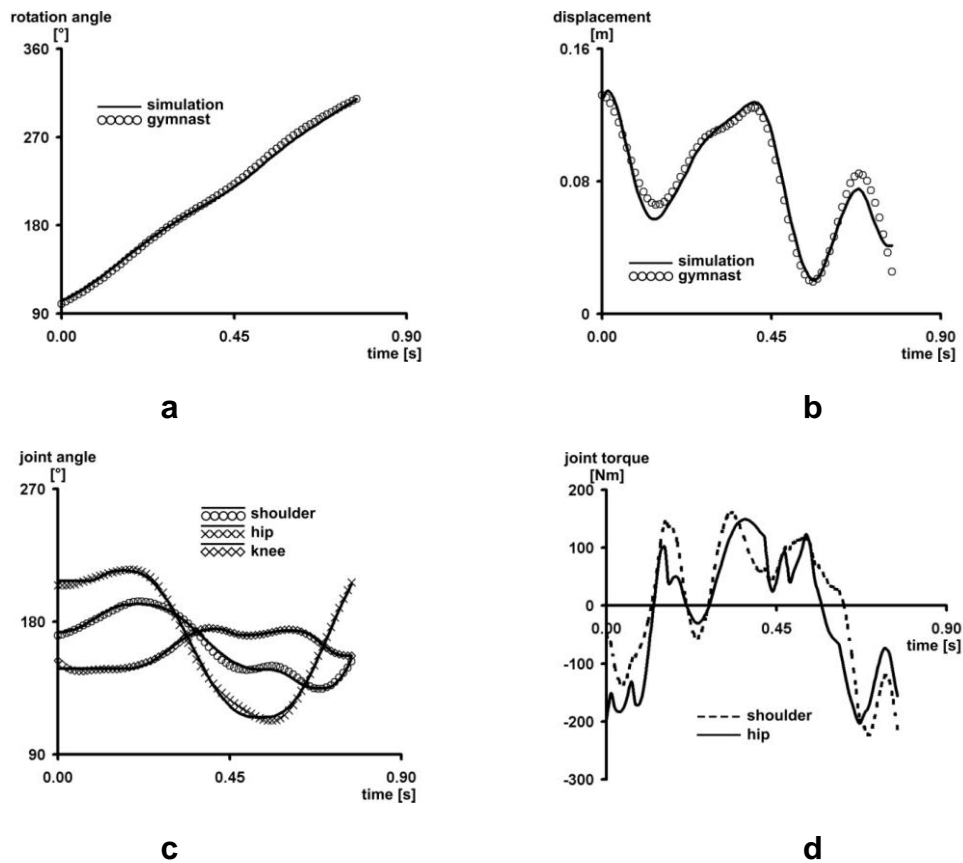 rotation angle
[°]
360
270
180
90
0.00
0.45
0.90
time [s]
simulation
gymnast
a
displacement
[m]
0.16
0.08
0
0.00
0.45
0.90
time [s]
simulation
gymnast
b
joint angle
[°]
270
180
90
0.00
0.45
0.90
time [s]
shoulder
hip
knee
c
joint torque
[Nm]
200
100
0
-100
-200
-300
0.00
0.45
0.90
time [s]
shoulder
hip
d